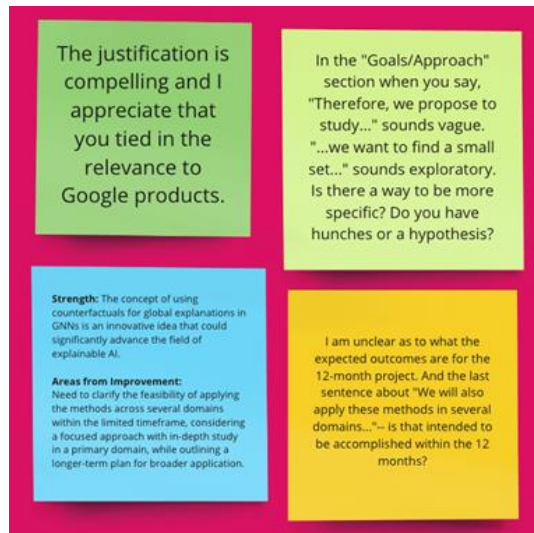 The justification is
compelling and I
appreciate that
you tied in the
relevance to
Google products.
In the "Goals/Approach"
section when you say,
"Therefore, we propose to
study..." sounds vague.
"...we want to find a small
set..." sounds exploratory.
Is there a way to be more
specific? Do you have
hunches or a hypothesis?
Strength: The concept of using
counterfactuals for global explanations in
GNNs is an innovative idea that could
significantly advance the field of
explainable AI.
Areas from Improvement:
Need to clarify the feasibility of applying
the methods across several domains
within the limited timeframe, considering
a focused approach with in-depth study
in a primary domain, while outlining a
longer-term plan for broader application.
I am unclear as to what the
expected outcomes are for the
12-month project. And the last
sentence about "We will also
apply these methods in several
domains..."-- is that intended to
be accomplished within the 12
months?